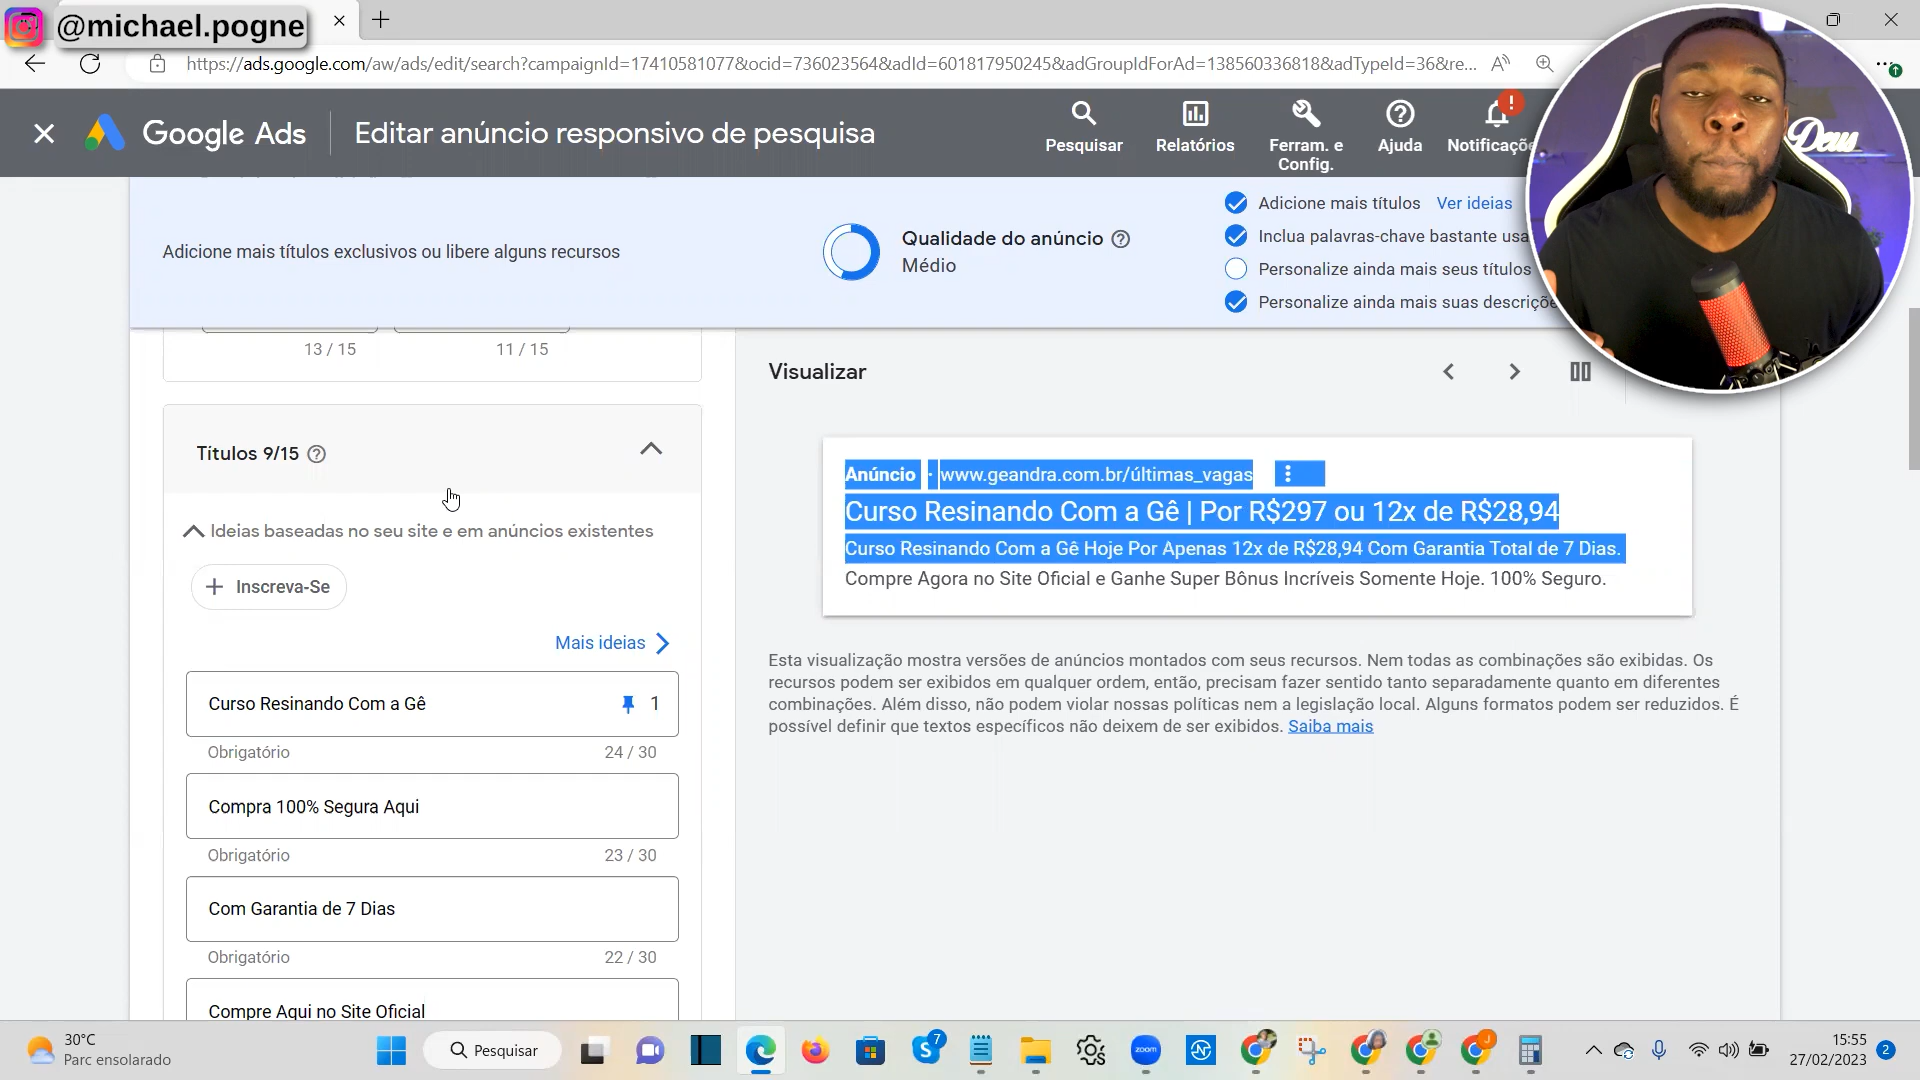 @michael.pogne
https://ads.google.com/aw/ads/edit/search?campaignId=17410581077&ocid=736023564&adId=601817950245&adGroupIdForAd=138560336818&adTypeId=36&re...
Google Ads
Editar anúncio responsivo de pesquisa
Pesquisar
Relatórios
Ferram. e
Config.
Ajuda
Notificaçõe
Deus
Adicione mais títulos exclusivos ou libere alguns recursos
Qualidade do anúncio
Médio
Adicione mais títulos Ver ideias
Inclua palavras-chave bastante usa
Personalize ainda mais seus títulos
Personalize ainda mais suas descriçõe
13 / 15
11 / 15
Títulos 9/15
Ideias baseadas no seu site e em anúncios existentes
+ Inscreva-Se
Mais ideias
Curso Resinando Com a Gê 1
Obrigatório 24 / 30
Compra 100% Segura Aqui
Obrigatório 23 / 30
Com Garantia de 7 Dias
Obrigatório 22 / 30
Compre Aqui no Site Oficial
Visualizar
Anúncio · www.geandra.com.br/últimas_vagas
Curso Resinando Com a Gê | Por R$297 ou 12x de R$28,94
Curso Resinando Com a Gê Hoje Por Apenas 12x de R$28,94 Com Garantia Total de 7 Dias.
Compre Agora no Site Oficial e Ganhe Super Bônus Incríveis Somente Hoje. 100% Seguro.
Esta visualização mostra versões de anúncios montados com seus recursos. Nem todas as combinações são exibidas. Os
recursos podem ser exibidos em qualquer ordem, então, precisam fazer sentido tanto separadamente quanto em diferentes
combinações. Além disso, não podem violar nossas políticas nem a legislação local. Alguns formatos podem ser reduzidos. É
possível definir que textos específicos não deixem de ser exibidos. Saiba mais
30°C
Parc ensolarado
Pesquisar
7
zoom
15:55
27/02/2023
2